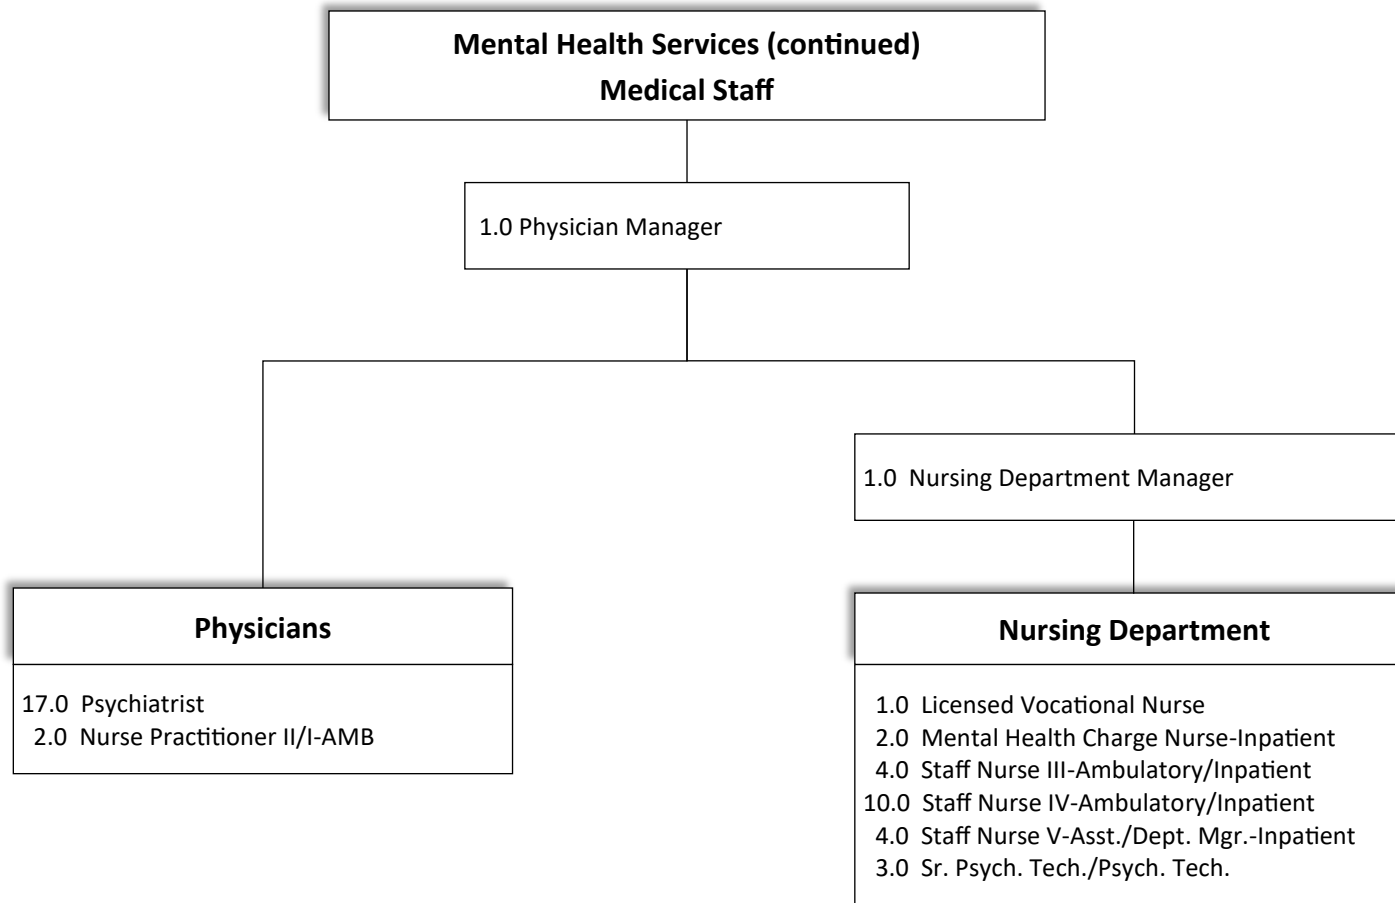 Mental Health Services (continued)
Medical Staff
1.0 Physician Manager
1.0 Nursing Department Manager
Physicians
17.0 Psychiatrist
2.0 Nurse Practitioner II/I-AMB
Nursing Department
1.0 Licensed Vocational Nurse
2.0 Mental Health Charge Nurse-Inpatient
4.0 Staff Nurse III-Ambulatory/Inpatient
10.0 Staff Nurse IV-Ambulatory/Inpatient
4.0 Staff Nurse V-Asst./Dept. Mgr.-Inpatient
3.0 Sr. Psych. Tech./Psych. Tech.